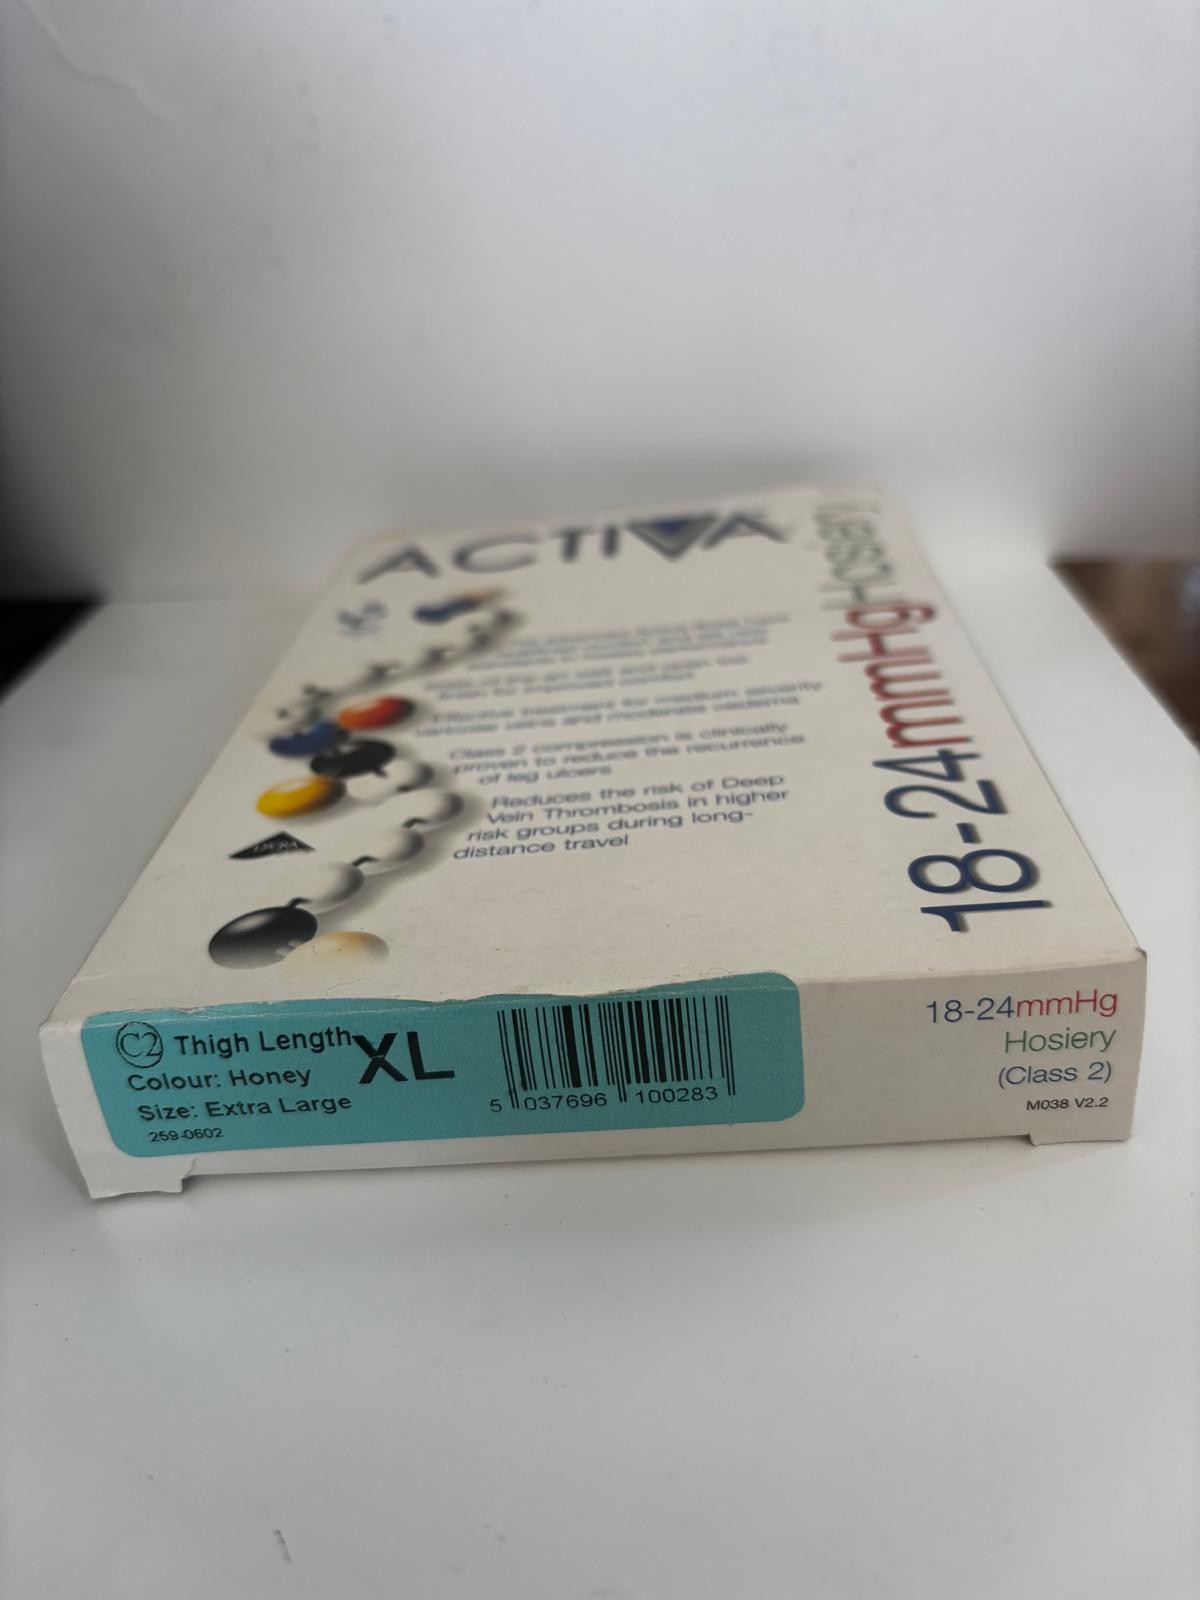 ACTIVA
18-24mmHg Hosiery
Effective treatment for medium severity
varicose veins and moderate oedema
Class 2 compression is clinically
proven to reduce the recurrence
of leg ulcers
Reduces the risk of Deep
Vein Thrombosis in higher
risk groups during long-
distance travel
LYCRA
C2 Thigh Length
XL
Colour: Honey
Size: Extra Large
259-0602
5 037696 100283
18-24mmHg
Hosiery
(Class 2)
M038 V2.2